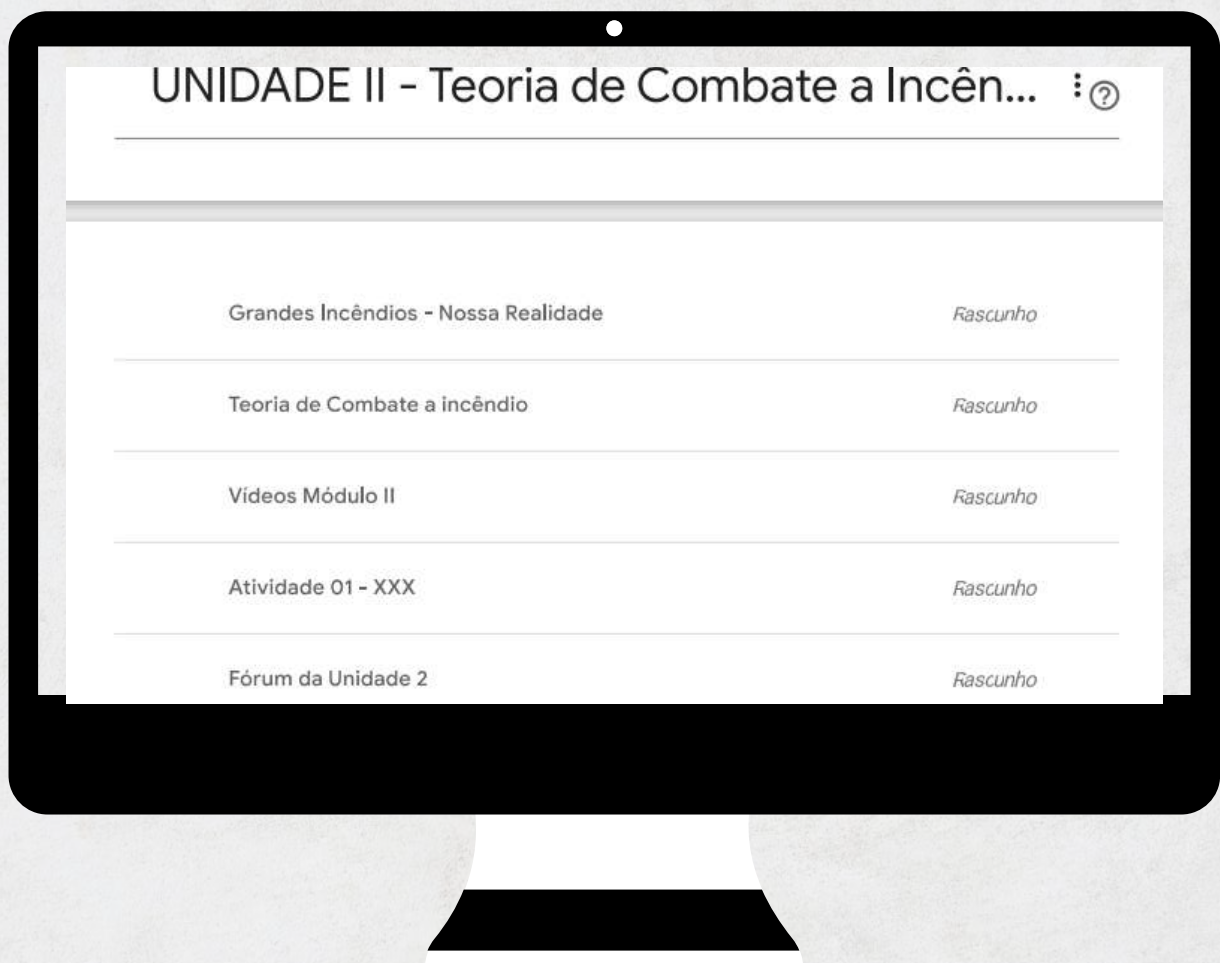 UNIDADE II - Teoria de Combate a Incên...
Grandes Incêndios - Nossa Realidade Rascunho
Teoria de Combate a incêndio Rascunho
Vídeos Módulo II Rascunho
Atividade 01 - XXX Rascunho
Fórum da Unidade 2 Rascunho